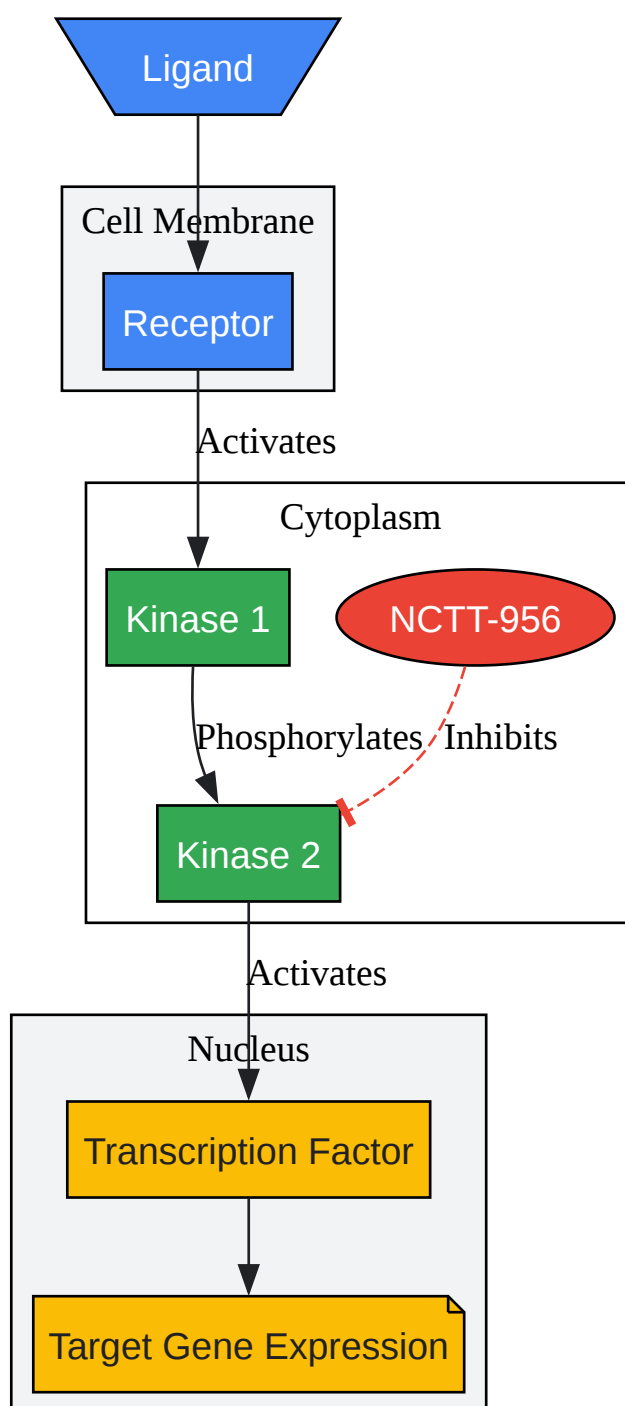 Ligand
Cell Membrane
Receptor
Activates
Cytoplasm
Kinase 1
NCTT-956
Phosphorylates
Inhibits
Kinase 2
Activates
Nucleus
Transcription Factor
Target Gene Expression